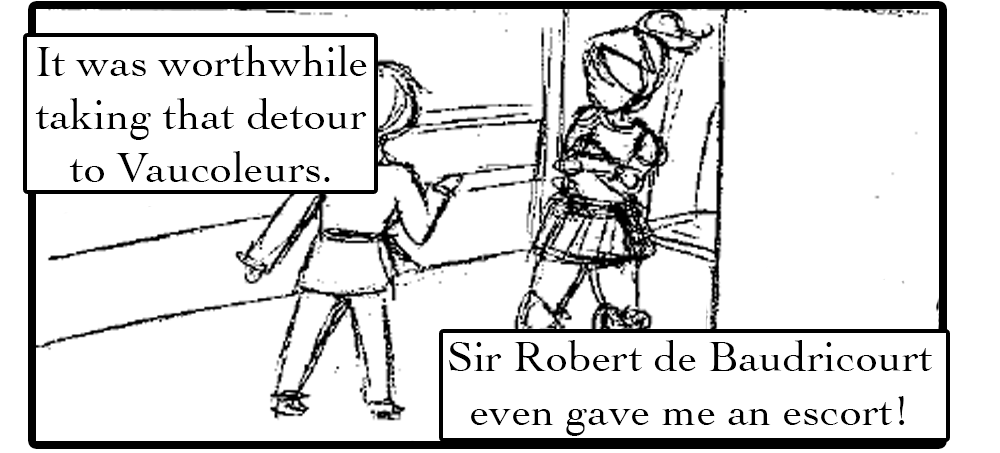 It was worthwhile
taking that detour
to Vaucoleurs.
Sir Robert de Baudricourt
even gave me an escort!